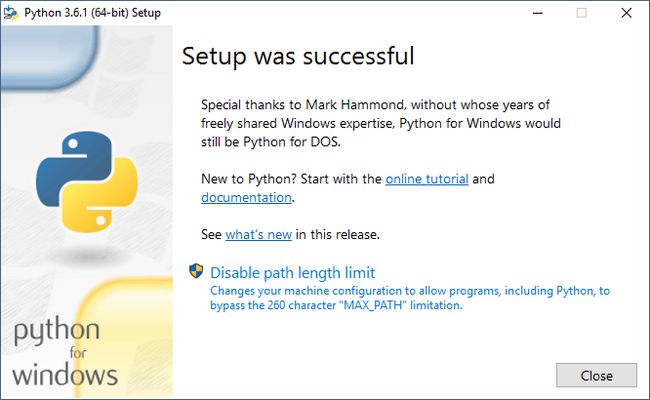 Python 3.6.1 (64-bit) Setup
Setup was successful
Special thanks to Mark Hammond, without whose years of
freely shared Windows expertise, Python for Windows would
still be Python for DOS.
New to Python? Start with the online tutorial and
documentation.
See what's new in this release.
Disable path length limit
Changes your machine configuration to allow programs, including Python, to
bypass the 260 character "MAX_PATH" limitation.
python
for
windows
Close